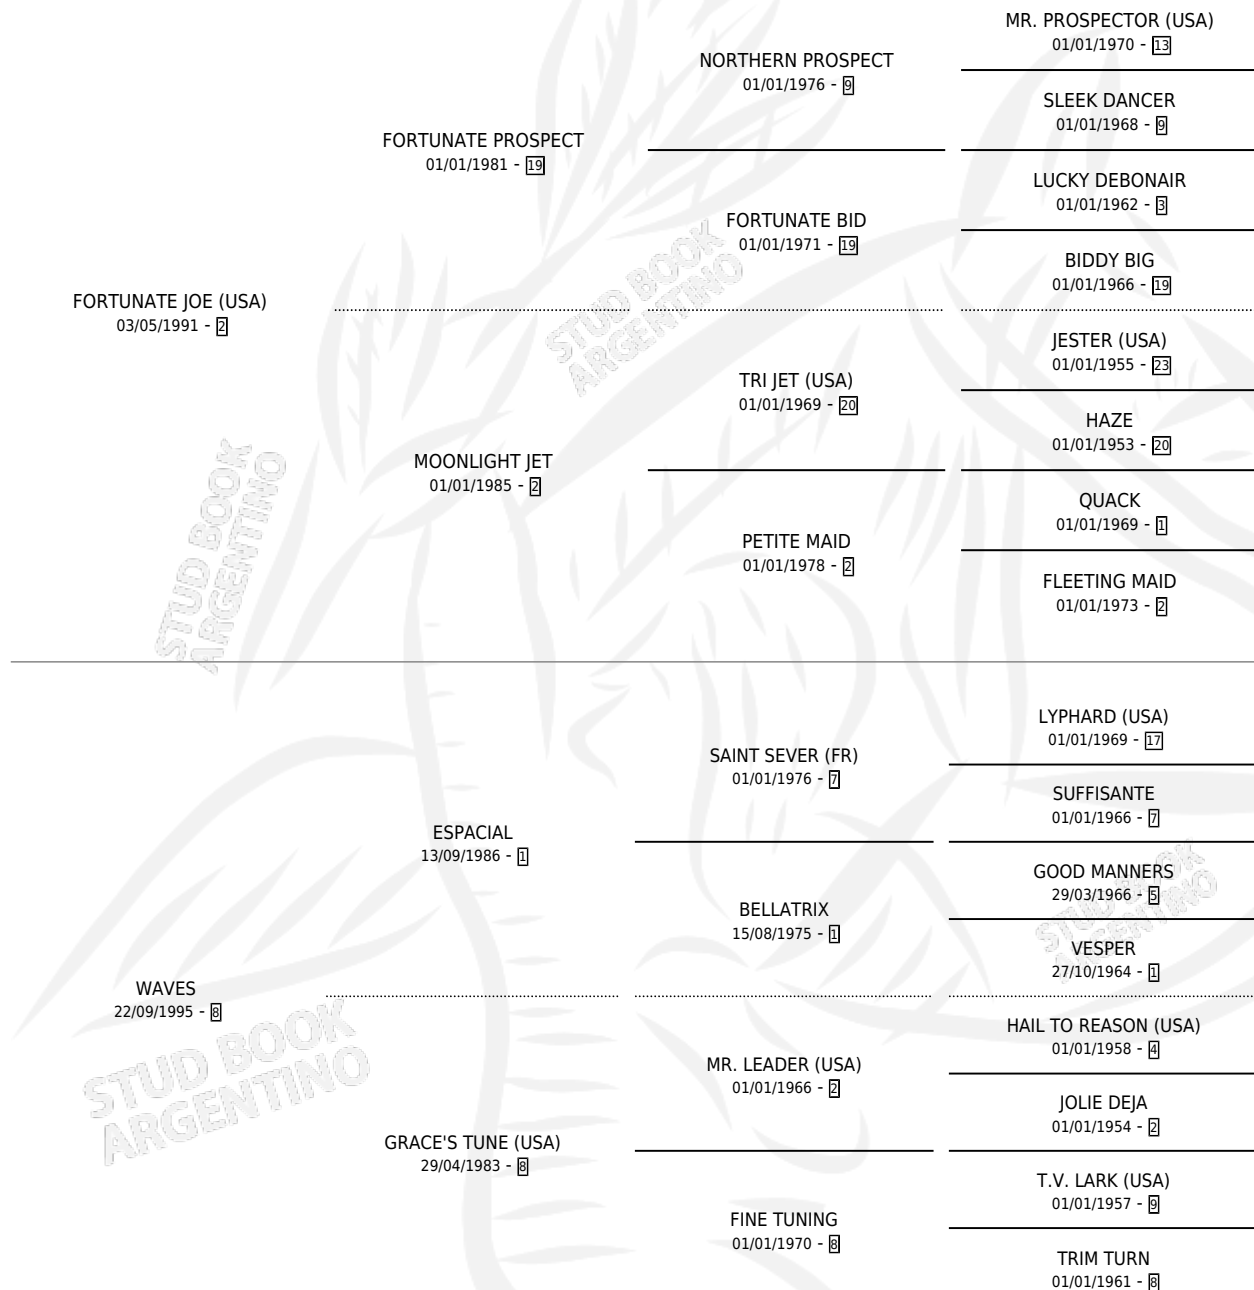 MR. PROSPECTOR (USA)
01/01/1970 - 13
NORTHERN PROSPECT
01/01/1976 - 9
SLEEK DANCER
01/01/1968 - 9
FORTUNATE PROSPECT
01/01/1981 - 19
LUCKY DEBONAIR
01/01/1962 - 3
FORTUNATE BID
01/01/1971 - 19
BIDDY BIG
01/01/1966 - 19
FORTUNATE JOE (USA)
03/05/1991 - 2
JESTER (USA)
01/01/1955 - 23
TRI JET (USA)
01/01/1969 - 20
HAZE
01/01/1953 - 20
MOONLIGHT JET
01/01/1985 - 2
QUACK
01/01/1969 - 1
PETITE MAID
01/01/1978 - 2
FLEETING MAID
01/01/1973 - 2
LYPHARD (USA)
01/01/1969 - 17
SAINT SEVER (FR)
01/01/1976 - 7
SUFFISANTE
01/01/1966 - 7
ESPACIAL
13/09/1986 - 1
GOOD MANNERS
29/03/1966 - 5
BELLATRIX
15/08/1975 - 1
VESPER
27/10/1964 - 1
WAVES
22/09/1995 - 8
HAIL TO REASON (USA)
01/01/1958 - 4
MR. LEADER (USA)
01/01/1966 - 2
JOLIE DEJA
01/01/1954 - 2
GRACE'S TUNE (USA)
29/04/1983 - 8
T.V. LARK (USA)
01/01/1957 - 9
FINE TUNING
01/01/1970 - 8
TRIM TURN
01/01/1961 - 8
STUD BOOK
ARGENTINO
STUD BOOK
ARGENTINO
STUD BOOK
ARGENTINO
STUD BOOK
ARGENTINO